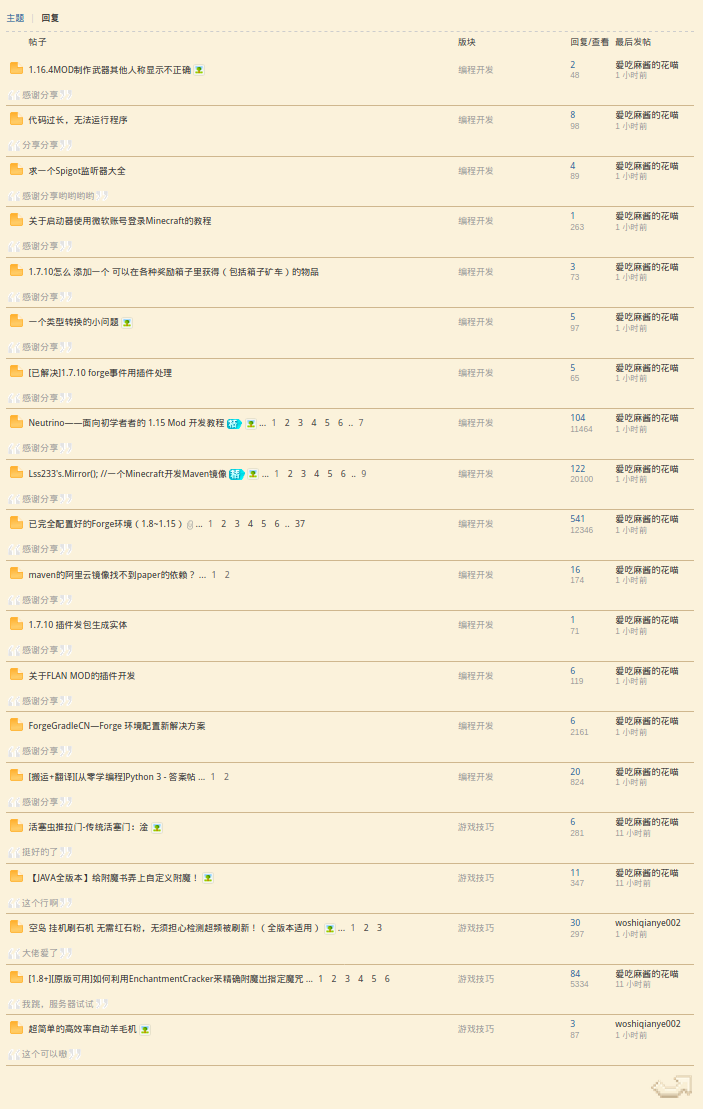 主题 | 回复
帖子 版块 回复/查看 最后发帖
1.16.4MOD制作武器其他人称显示不正确 编程开发 2 爱吃麻酱的花喵
48 1 小时前
感谢分享
代码过长，无法运行程序 编程开发 8 爱吃麻酱的花喵
98 1 小时前
分享分享
求一个Spigot监听器大全 编程开发 4 爱吃麻酱的花喵
89 1 小时前
感谢分享哟哟哟哟
关于启动器使用微软账号登录Minecraft的教程 编程开发 1 爱吃麻酱的花喵
263 1 小时前
感谢分享
1.7.10怎么 添加一个 可以在各种奖励箱子里获得（包括箱子矿车）的物品 编程开发 3 爱吃麻酱的花喵
73 1 小时前
感谢分享
一个类型转换的小问题 编程开发 5 爱吃麻酱的花喵
97 1 小时前
感谢分享
[已解决]1.7.10 forge事件用插件处理 编程开发 5 爱吃麻酱的花喵
65 1 小时前
感谢分享
Neutrino——面向初学者者的 1.15 Mod 开发教程 ... 1 2 3 4 5 6 .. 7 编程开发 104 爱吃麻酱的花喵
11464 1 小时前
感谢分享
Lss233's.Mirror(); //一个Minecraft开发Maven镜像 ... 1 2 3 4 5 6 .. 9 编程开发 122 爱吃麻酱的花喵
20100 1 小时前
感谢分享
已完全配置好的Forge环境（1.8~1.15） ... 1 2 3 4 5 6 .. 37 编程开发 541 爱吃麻酱的花喵
12346 1 小时前
感谢分享
maven的阿里云镜像找不到paper的依赖？ ... 1 2 编程开发 16 爱吃麻酱的花喵
174 1 小时前
感谢分享
1.7.10 插件发包生成实体 编程开发 1 爱吃麻酱的花喵
71 1 小时前
感谢分享
关于FLAN MOD的插件开发 编程开发 6 爱吃麻酱的花喵
119 1 小时前
感谢分享
ForgeGradleCN—Forge 环境配置新解决方案 编程开发 6 爱吃麻酱的花喵
2161 1 小时前
感谢分享
[搬运+翻译][从零学编程]Python 3 - 答案帖 ... 1 2 编程开发 20 爱吃麻酱的花喵
824 1 小时前
感谢分享
活塞虫推拉门-传统活塞门：淦 游戏技巧 6 爱吃麻酱的花喵
281 11 小时前
挺好的了
【JAVA全版本】给附魔书弄上自定义附魔！ 游戏技巧 11 爱吃麻酱的花喵
347 11 小时前
这个行啊
空岛 挂机刷石机 无需红石粉，无须担心检测超频被刷新！（全版本适用） ... 1 2 3 游戏技巧 30 woshiqianye002
297 1 小时前
大佬爱了
[1.8+][原版可用]如何利用EnchantmentCracker来精确附魔出指定魔咒 ... 1 2 3 4 5 6 游戏技巧 84 爱吃麻酱的花喵
5334 11 小时前
我跳，服务器试试
超简单的高效率自动羊毛机 游戏技巧 3 woshiqianye002
87 1 小时前
这个可以嗷